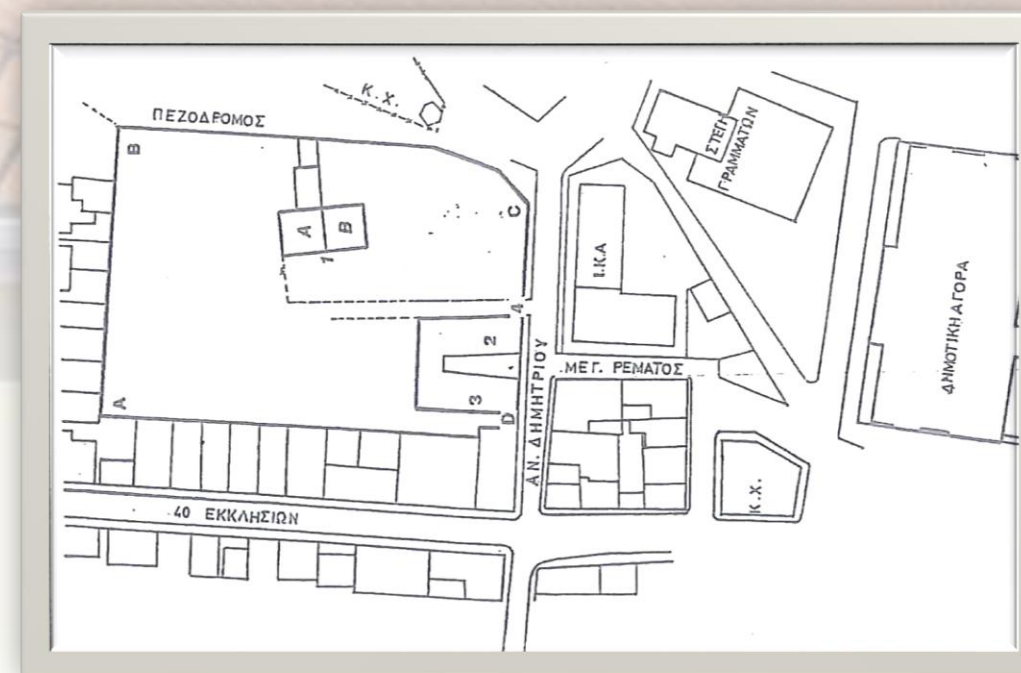 ΠΕΖΟΔΡΟΜΟΣ
Κ.Χ.
B
A
B
1
C
ΣΤΕΓΗ
ΓΡΑΜΜΑΤΩΝ
Ι.Κ.Α
4
2
3
A
D
ΑΝ. ΔΗΜΗΤΡΙΟΥ
ΜΕΓ. ΡΕΜΑΤΟΣ
ΔΗΜΟΤΙΚΗ ΑΓΟΡΑ
Κ.Χ.
40 ΕΚΚΛΗΣΙΩΝ